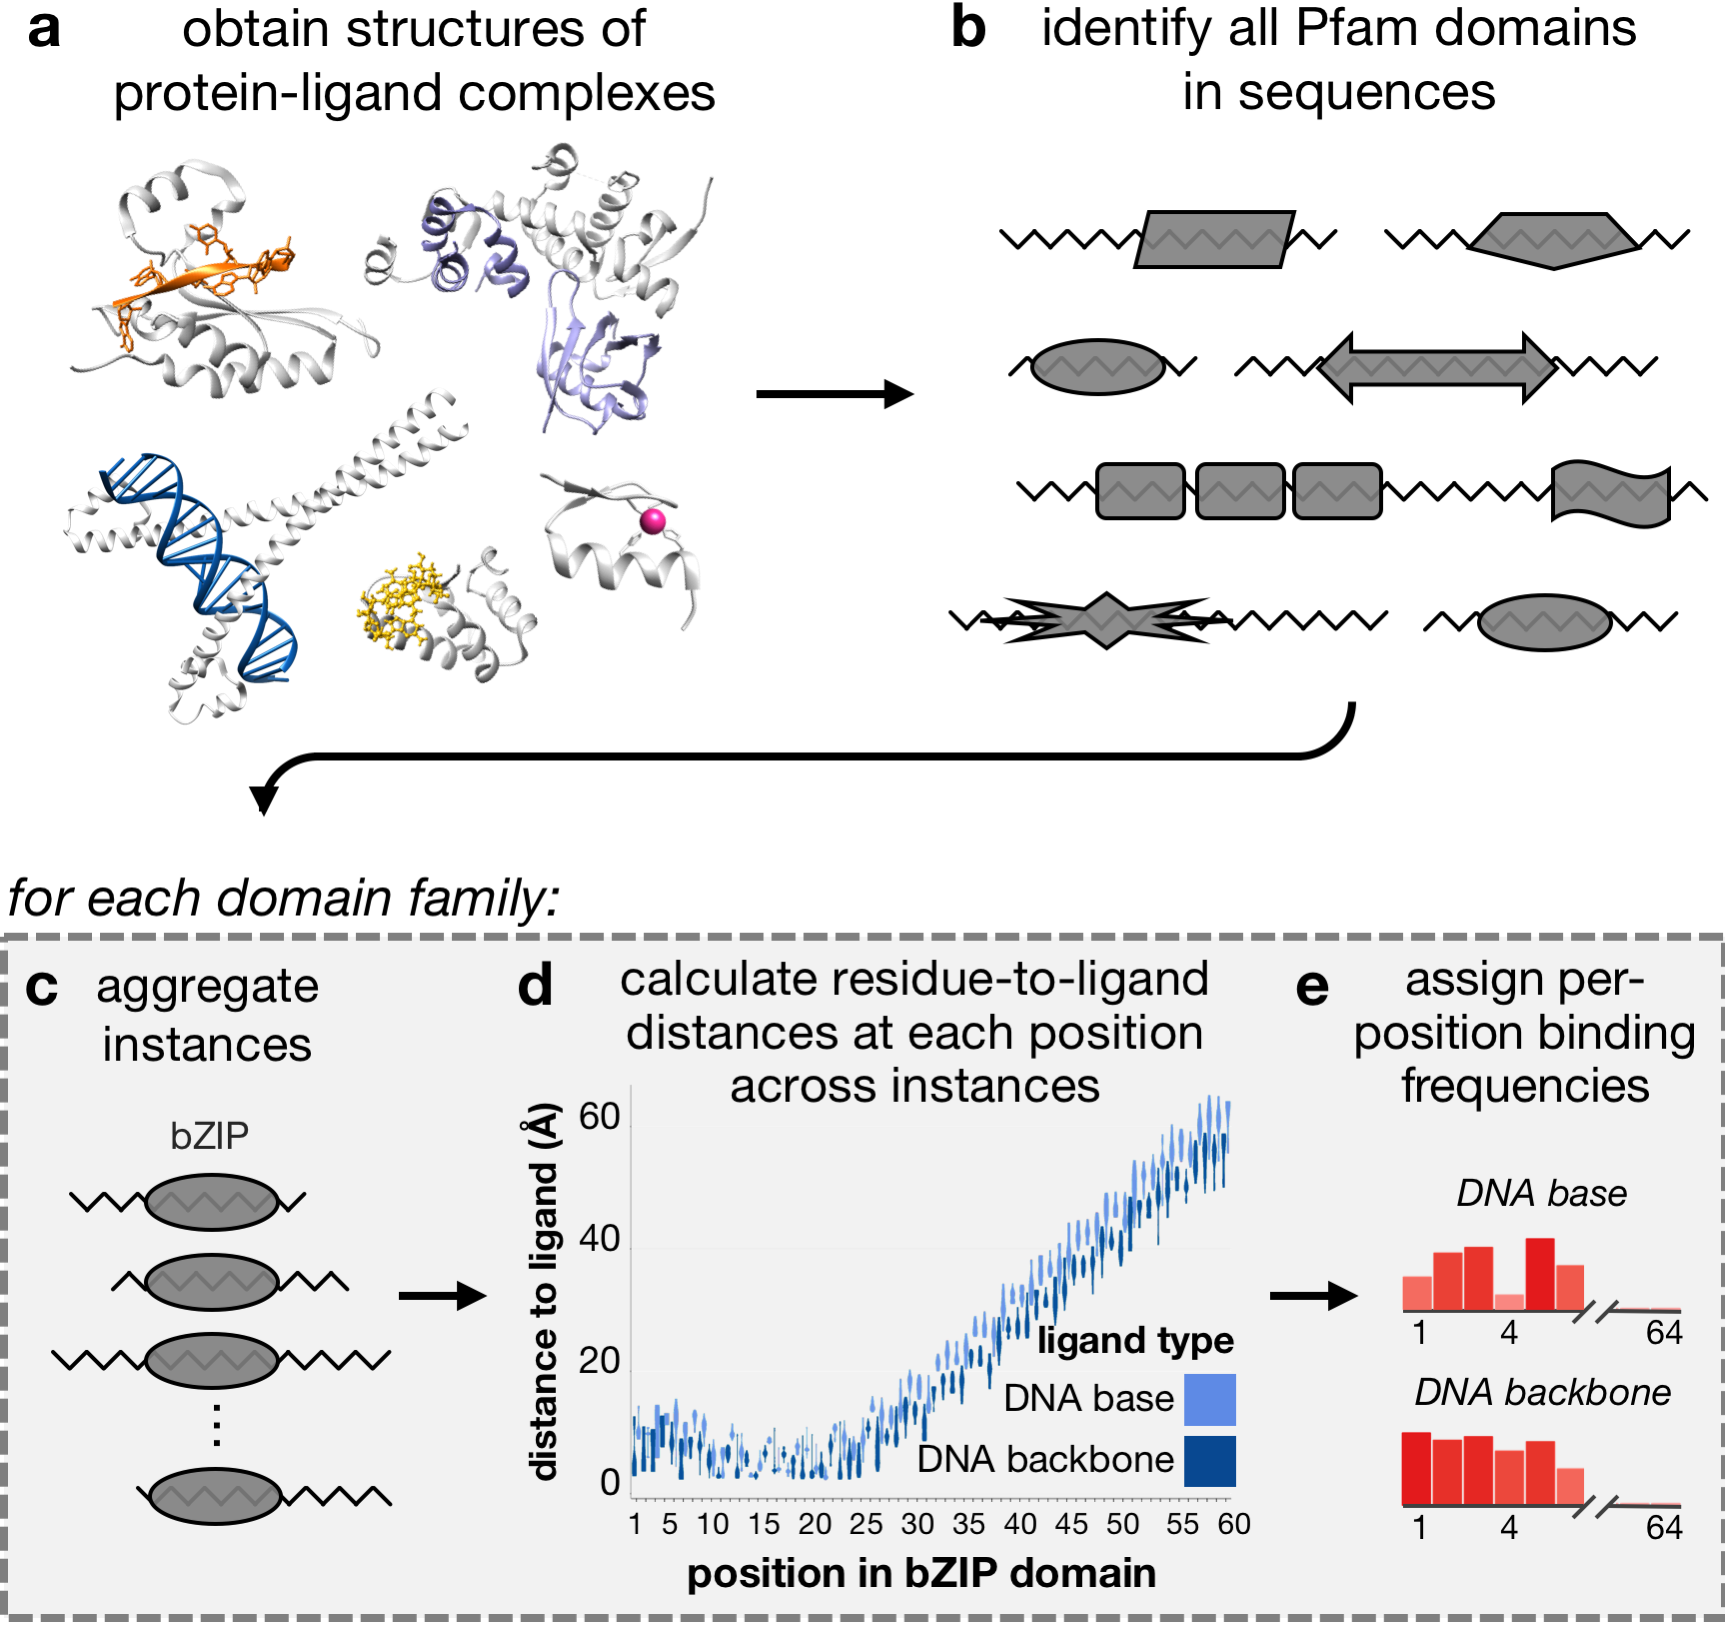 a obtain structures of
protein-ligand complexes
b identify all Pfam domains
in sequences
for each domain family:
c aggregate
instances
bZIP
⋮
d calculate residue-to-ligand
distances at each position
across instances
distance to ligand (Å)
60
40
20
0
ligand type
DNA base
DNA backbone
1 5 10 15 20 25 30 35 40 45 50 55 60
position in bZIP domain
e assign per-
position binding
frequencies
DNA base
1 4 64
DNA backbone
1 4 64